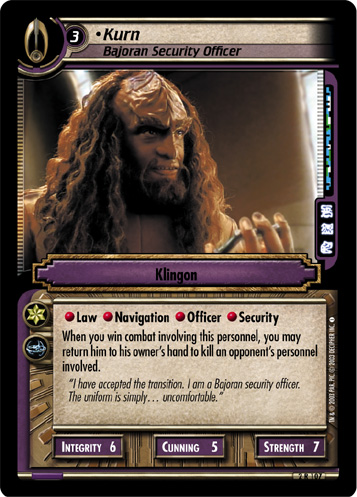 3
•Kurn
Bajoran Security Officer
Klingon
•Law •Navigation •Officer •Security
When you win combat involving this personnel, you may
return him to his owner's hand to kill an opponent's personnel
involved.
"I have accepted the transition. I am a Bajoran security officer.
The uniform is simply… uncomfortable."
INTEGRITY 6
CUNNING 5
STRENGTH 7
2 R 107